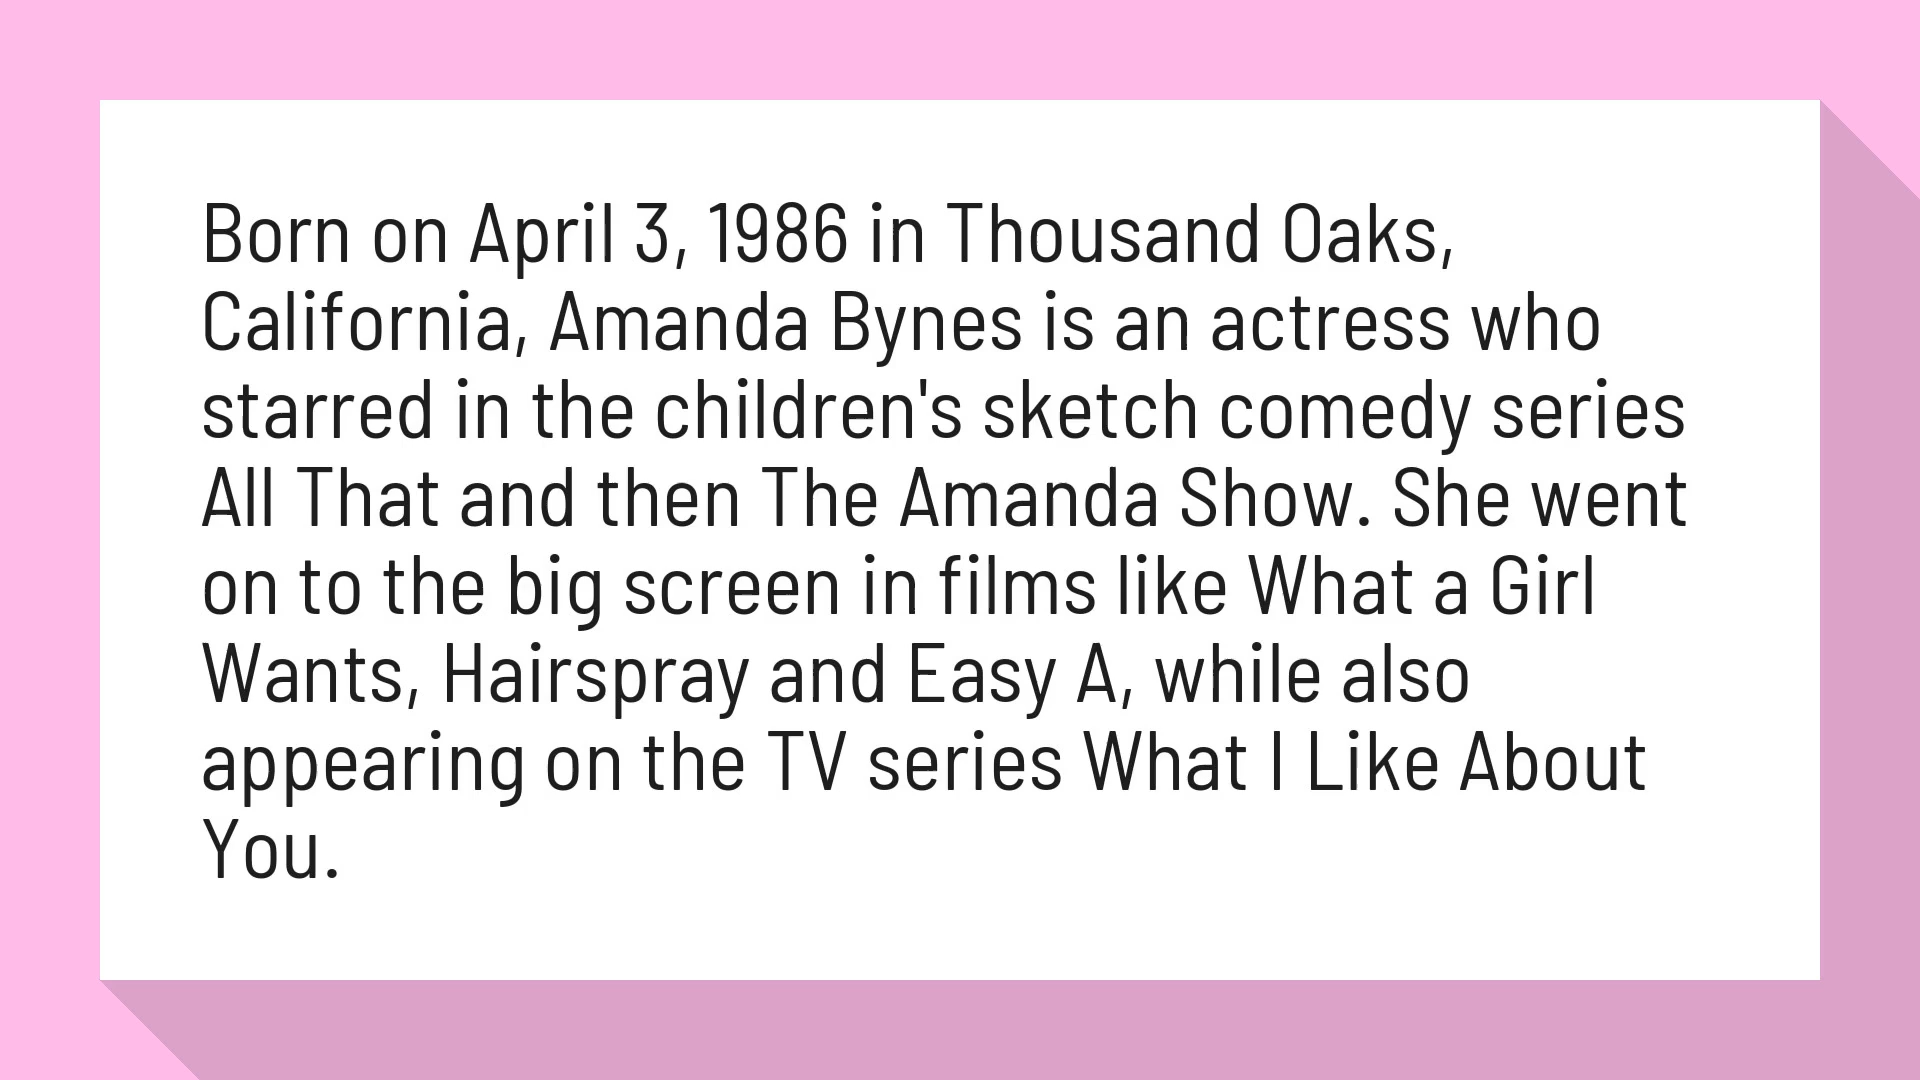 Born on April 3, 1986 in Thousand Oaks,
California, Amanda Bynes is an actress who
starred in the children's sketch comedy series
All That and then The Amanda Show. She went
on to the big screen in films like What a Girl
Wants, Hairspray and Easy A, while also
appearing on the TV series What I Like About
You.